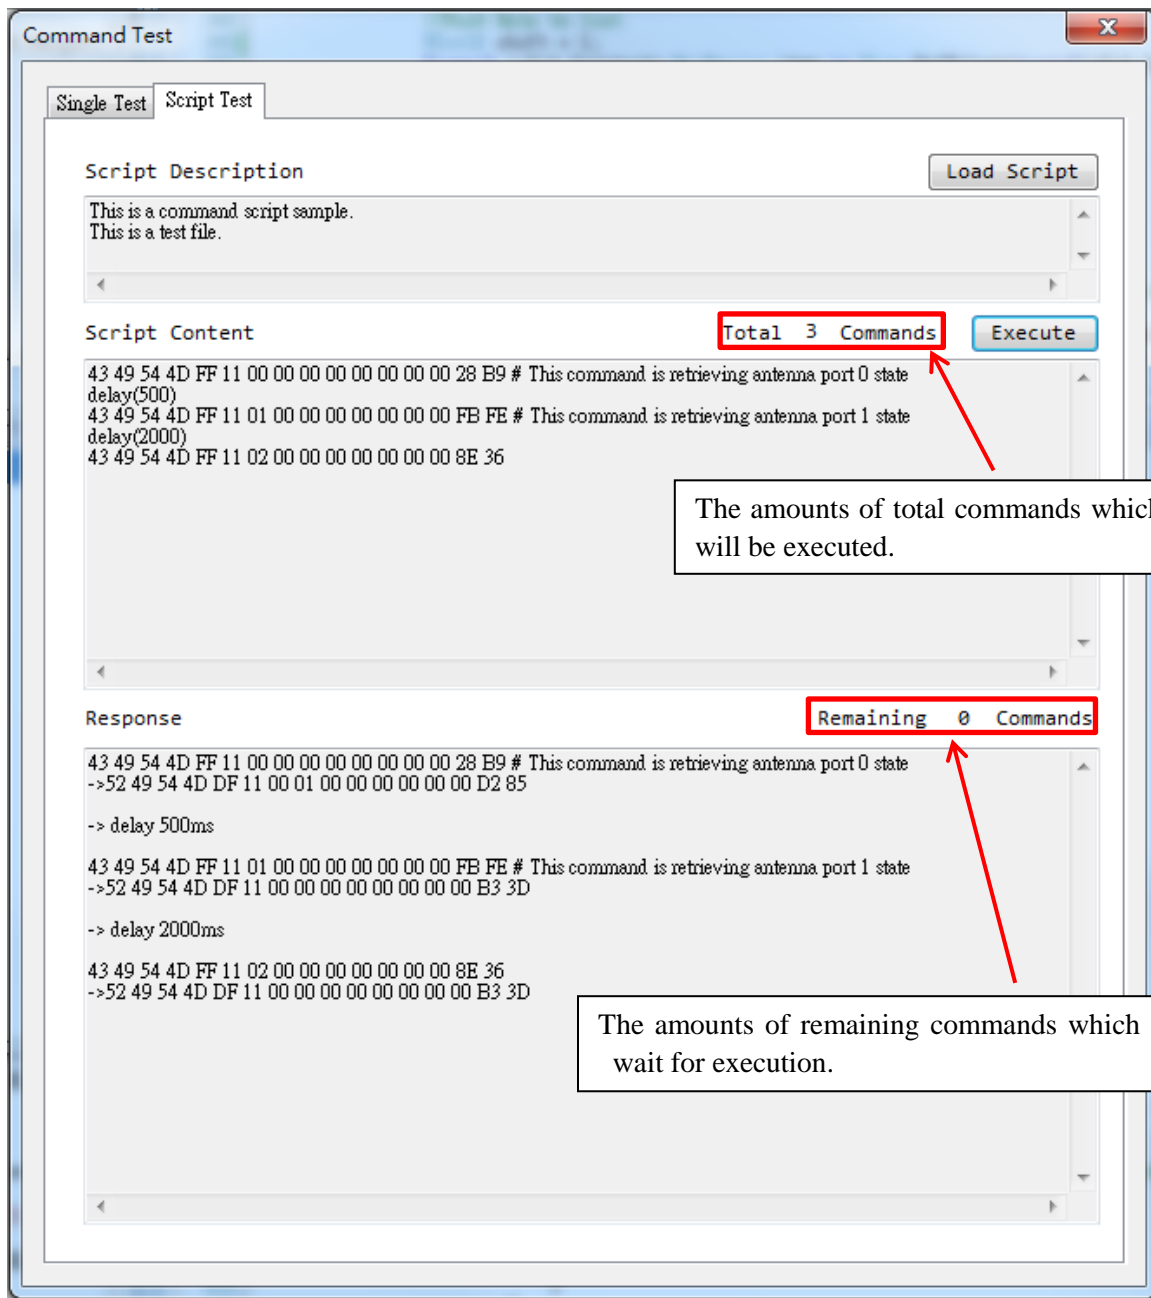 Command Test
X
Single Test Script Test
Script Description Load Script
This is a command script sample.
This is a test file.
Script Content Total 3 Commands Execute
43 49 54 4D FF 11 00 00 00 00 00 00 00 00 28 B9 # This command is retrieving antenna port 0 state
delay(500)
43 49 54 4D FF 11 01 00 00 00 00 00 00 00 FB FE # This command is retrieving antenna port 1 state
delay(2000)
43 49 54 4D FF 11 02 00 00 00 00 00 00 00 8E 36
The amounts of total commands which
will be executed.
Response Remaining 0 Commands
43 49 54 4D FF 11 00 00 00 00 00 00 00 00 28 B9 # This command is retrieving antenna port 0 state
->52 49 54 4D DF 11 00 01 00 00 00 00 00 00 D2 85
-> delay 500ms
43 49 54 4D FF 11 01 00 00 00 00 00 00 00 FB FE # This command is retrieving antenna port 1 state
->52 49 54 4D DF 11 00 00 00 00 00 00 00 00 B3 3D
-> delay 2000ms
43 49 54 4D FF 11 02 00 00 00 00 00 00 00 8E 36
->52 49 54 4D DF 11 00 00 00 00 00 00 00 00 B3 3D
The amounts of remaining commands which
wait for execution.